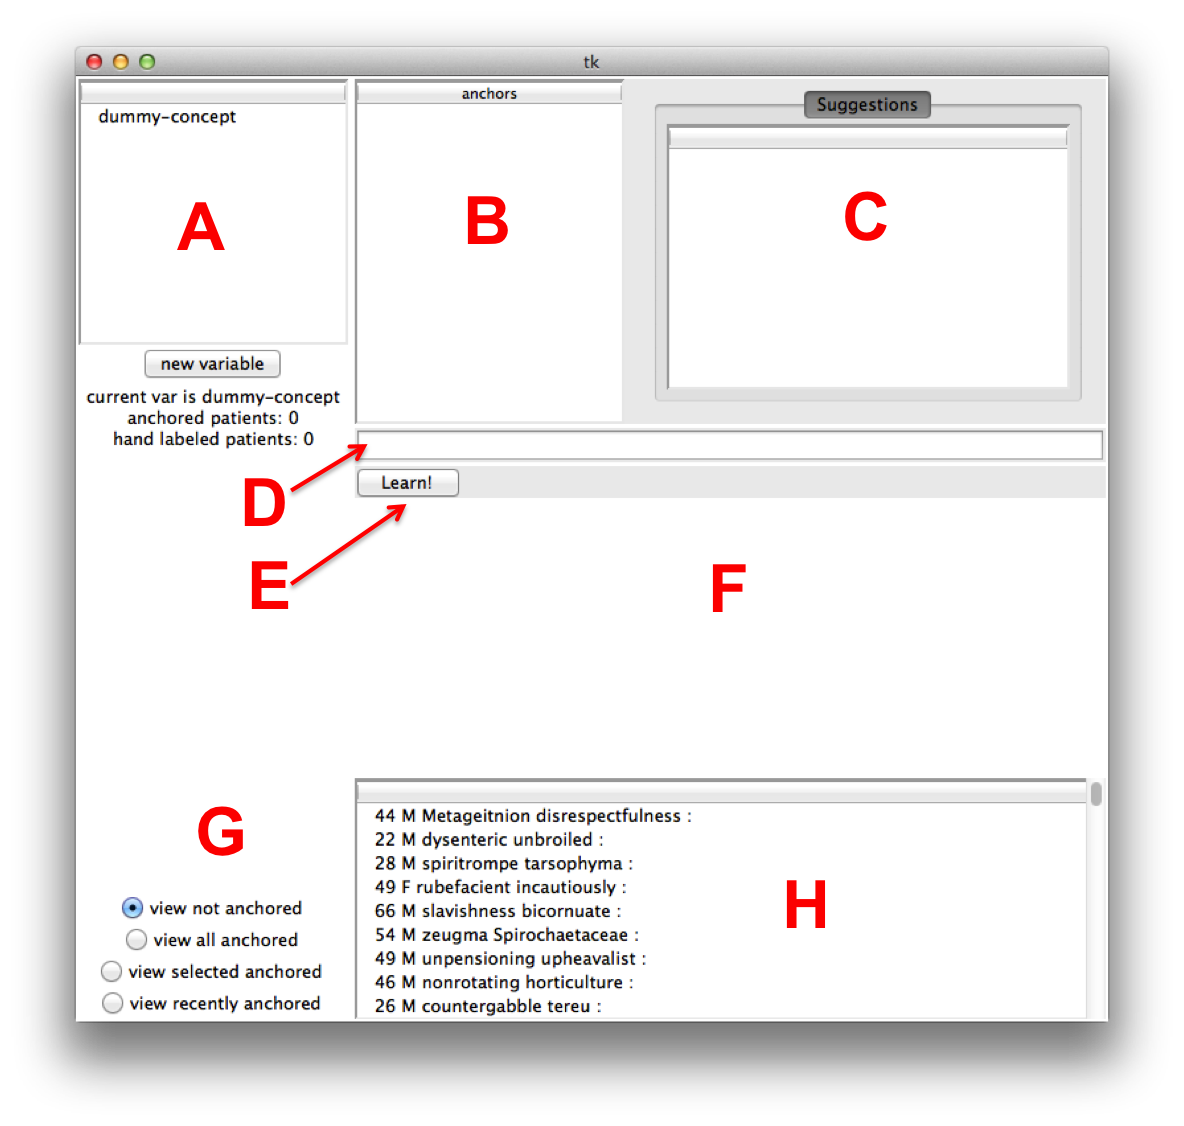 tk
dummy-concept
A
new variable
current var is dummy-concept
anchored patients: 0
hand labeled patients: 0
anchors
B
Suggestions
C
D
Learn!
E
F
G
view not anchored
view all anchored
view selected anchored
view recently anchored
44 M Metageitnion disrespectfulness :
22 M dysenteric unbroiled :
28 M spiritrompe tarsophyma :
49 F rubefacient incautiously :
66 M slavishness bicornuate :
54 M zeugma Spirochaetaceae :
49 M unpensioning upheavalist :
46 M nonrotating horticulture :
26 M countergabble tereu :
H